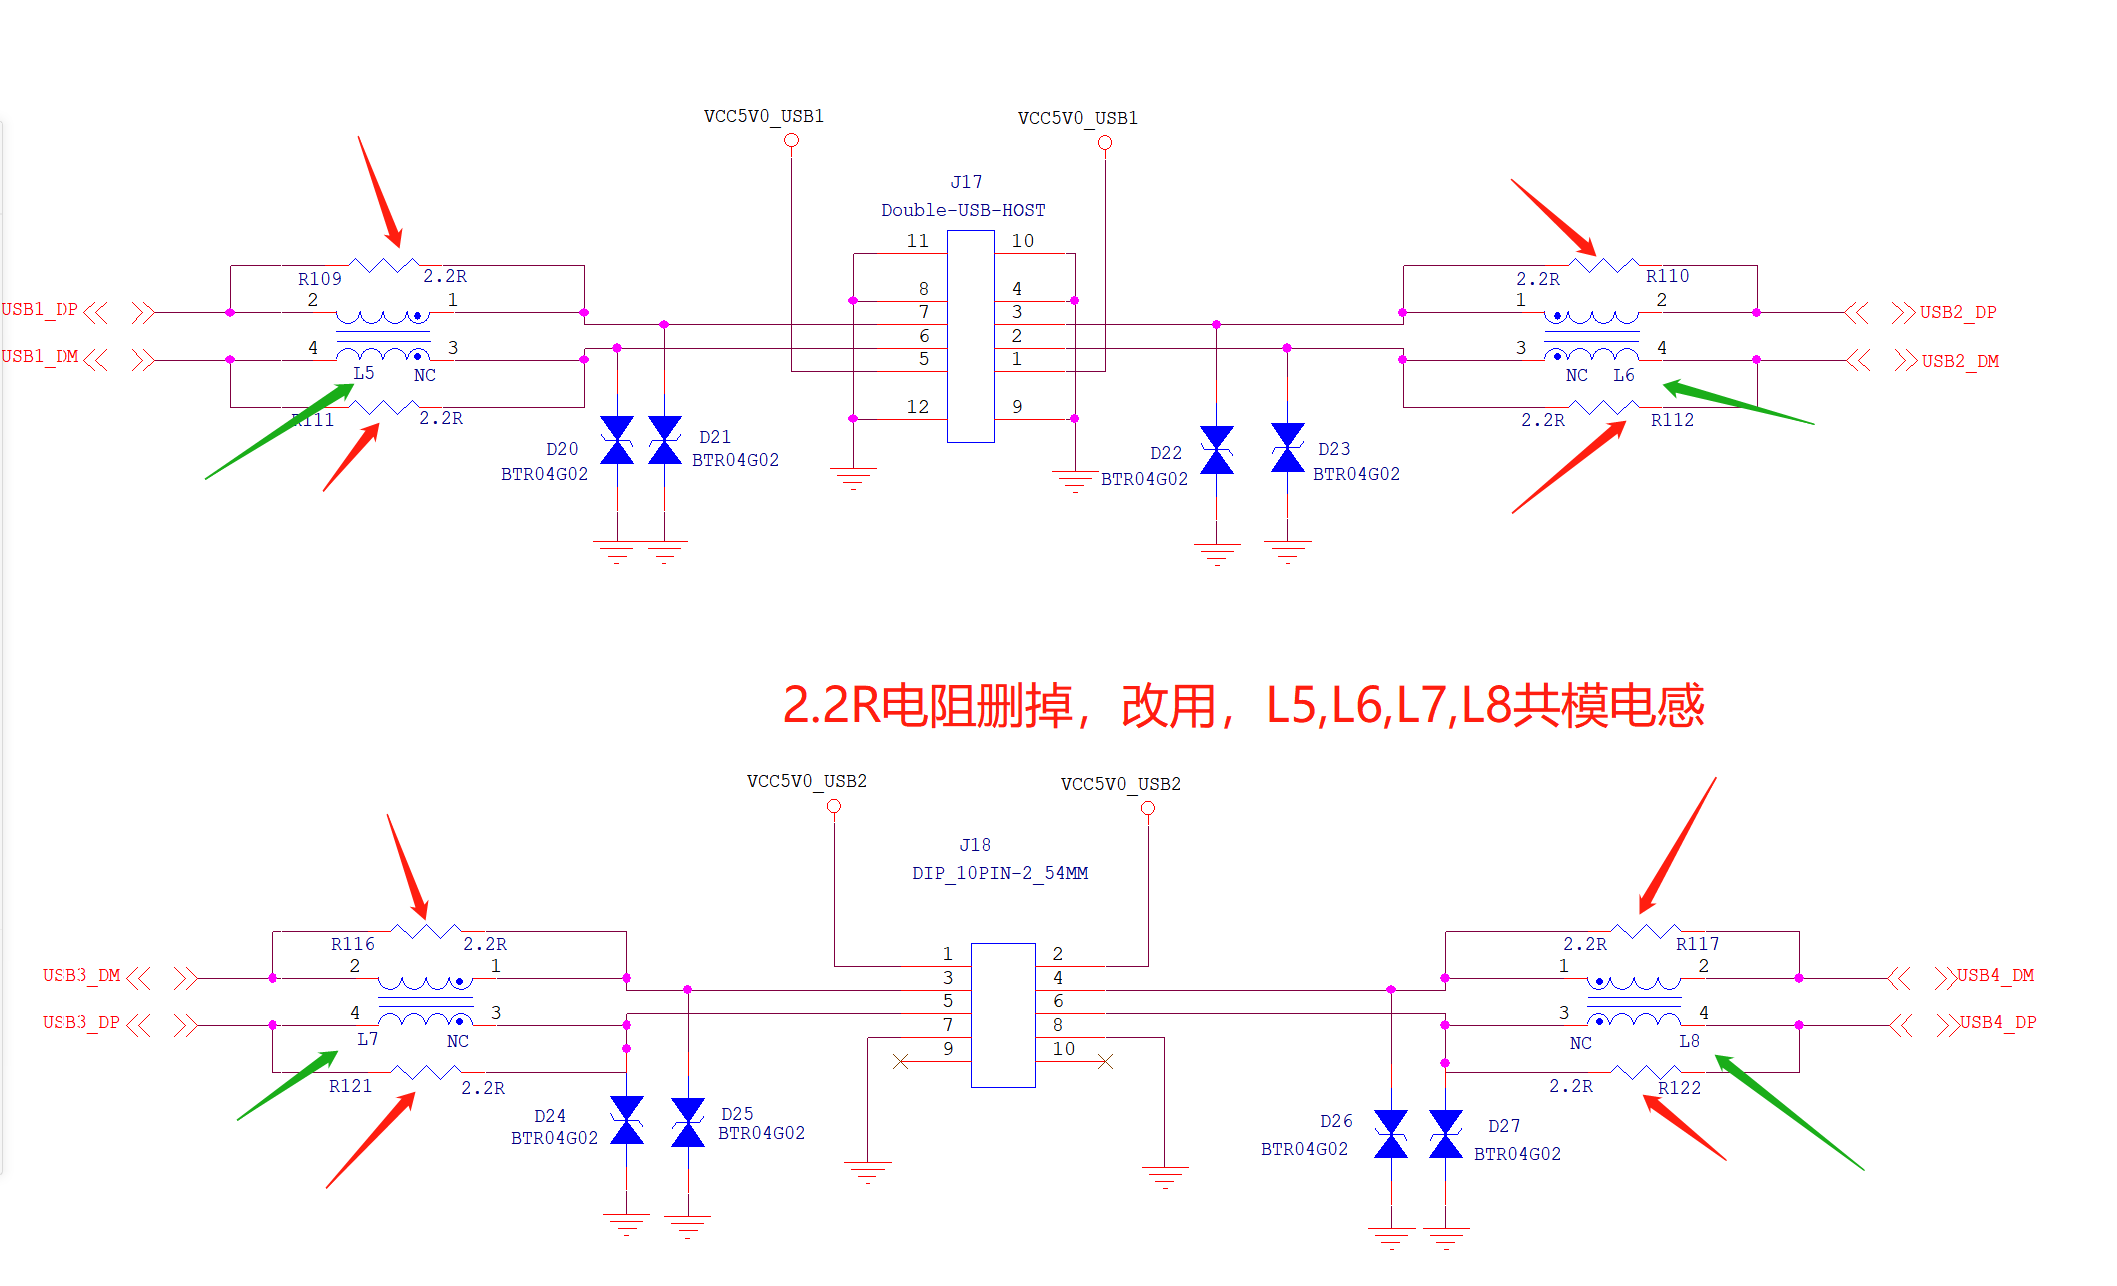 VCC5V0_USB1 VCC5V0_USB1
J17
Double-USB-HOST
11 10
R109 2.2R 2.2R R110
2 1 8 4 1 2
USB1_DP 7 3 USB2_DP
4 3 6 2 3 4
USB1_DM 5 1 USB2_DM
L5 NC NC L6
R111 2.2R 12 9 2.2R R112
D20 D21 D22 D23
BTR04G02 BTR04G02 BTR04G02 BTR04G02
2.2R电阻删掉，改用，L5,L6,L7,L8共模电感
VCC5V0_USB2 VCC5V0_USB2
J18
DIP_10PIN-2_54MM
R116 2.2R 1 2 2.2R R117
2 1 3 4 1 2
USB3_DM USB4_DM
4 3 5 6 3 4
USB3_DP 7 8 USB4_DP
L7 NC 9 10 NC L8
R121 2.2R 2.2R R122
D24 D25 D26 D27
BTR04G02 BTR04G02 BTR04G02 BTR04G02